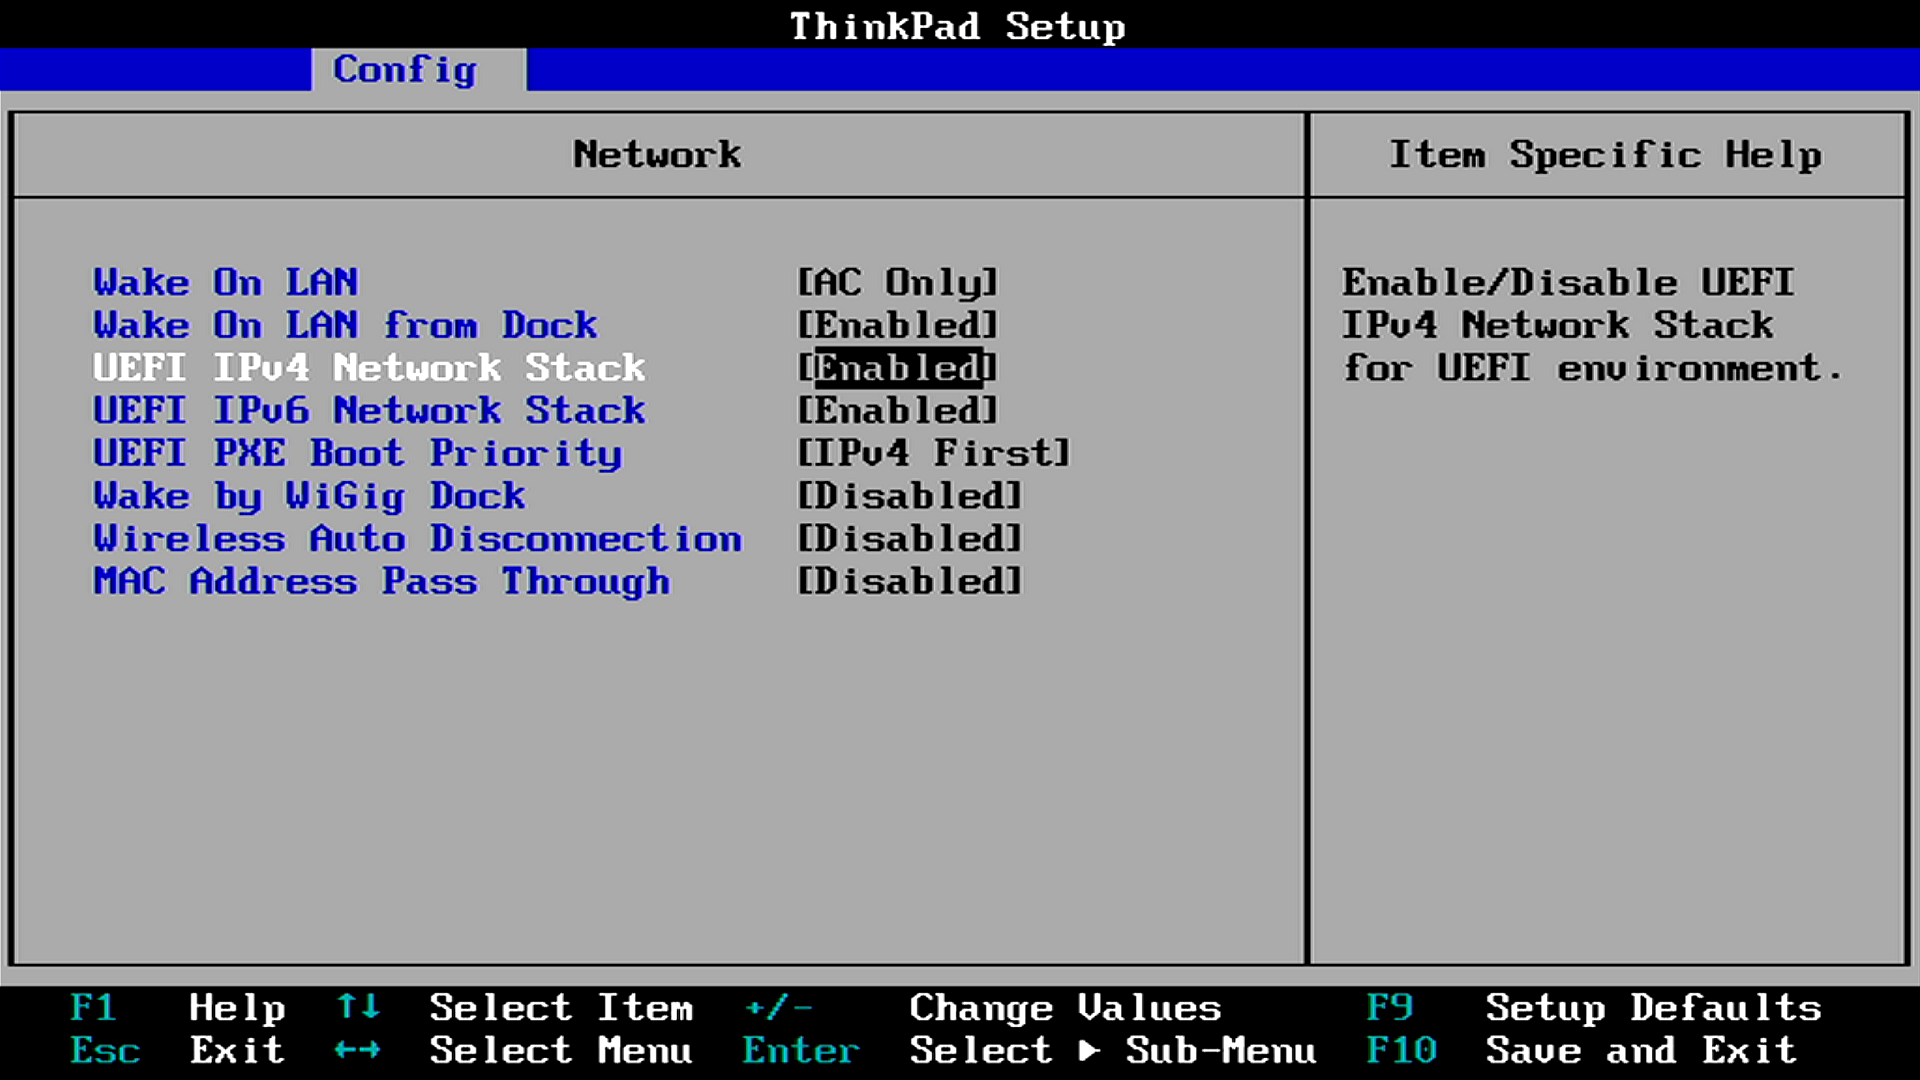 ThinkPad Setup
Config
Network
Item Specific Help
Wake On LAN [AC Only]
Wake On LAN from Dock [Enabled]
UEFI IPv4 Network Stack [Enabled]
UEFI IPv6 Network Stack [Enabled]
UEFI PXE Boot Priority [IPv4 First]
Wake by WiGig Dock [Disabled]
Wireless Auto Disconnection [Disabled]
MAC Address Pass Through [Disabled]
Enable/Disable UEFI
IPv4 Network Stack
for UEFI environment.
F1 Help ↑↓ Select Item +/- Change Values F9 Setup Defaults
Esc Exit ←→ Select Menu Enter Select ▶ Sub-Menu F10 Save and Exit